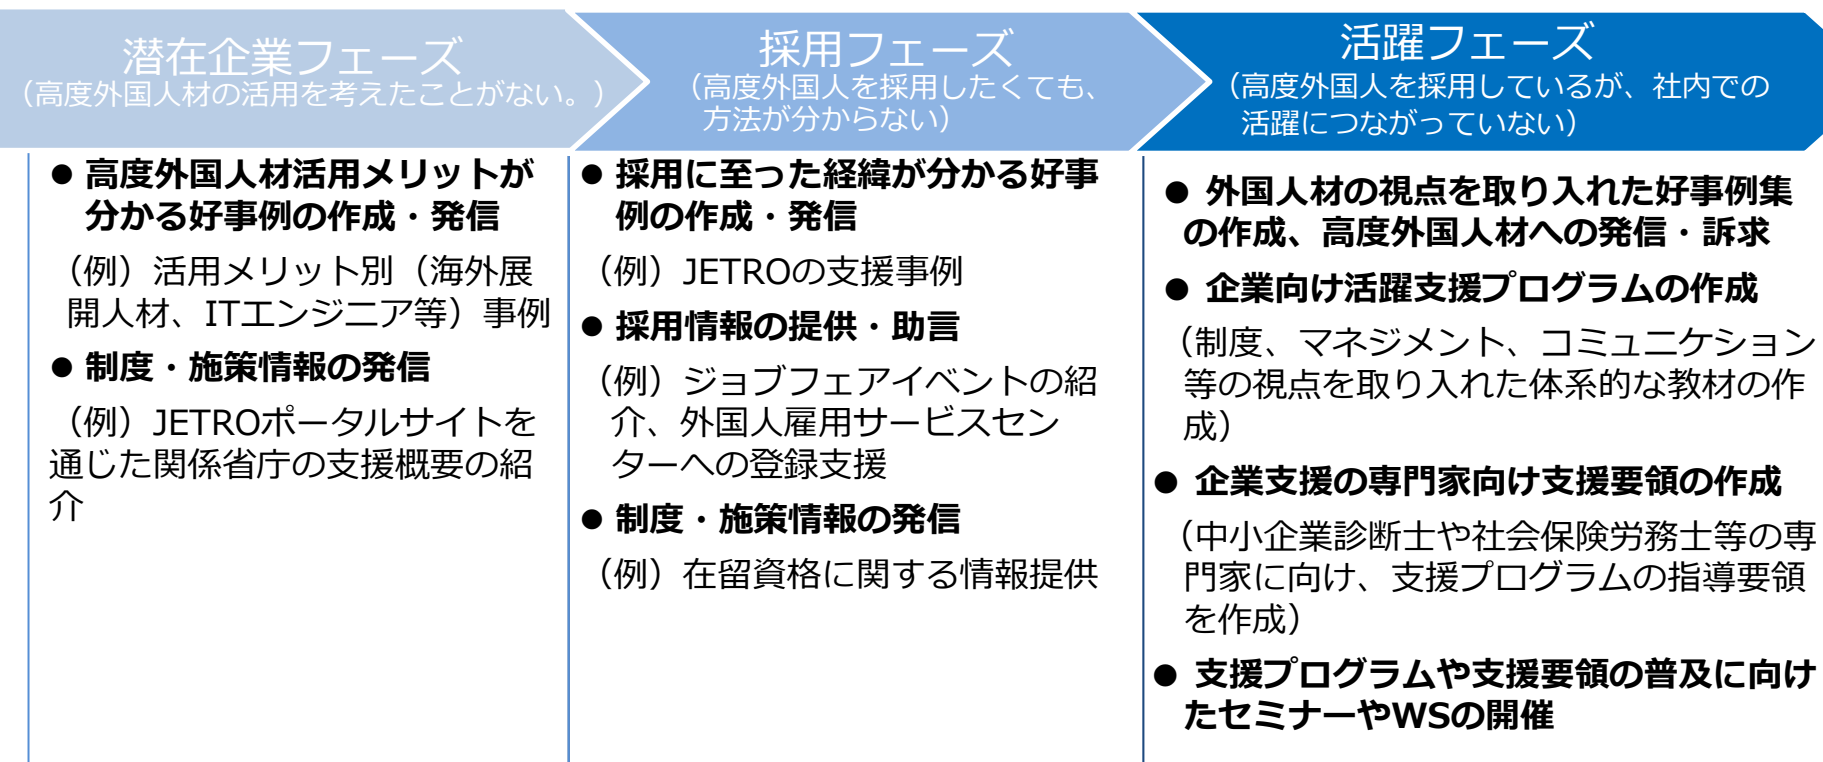 潜在企業フェーズ
（高度外国人材の活用を考えたことがない。）
採用フェーズ
（高度外国人を採用したくても、
方法が分からない）
活躍フェーズ
（高度外国人を採用しているが、社内での
活躍につながっていない）
● 高度外国人材活用メリットが
分かる好事例の作成・発信
（例）活用メリット別（海外展
開人材、ITエンジニア等）事例
● 制度・施策情報の発信
（例）JETROポータルサイトを
通じた関係省庁の支援概要の紹
介
● 採用に至った経緯が分かる好事
例の作成・発信
（例）JETROの支援事例
● 採用情報の提供・助言
（例）ジョブフェアイベントの紹
介、外国人雇用サービスセン
ターへの登録支援
● 制度・施策情報の発信
（例）在留資格に関する情報提供
● 外国人材の視点を取り入れた好事例集
の作成、高度外国人材への発信・訴求
● 企業向け活躍支援プログラムの作成
（制度、マネジメント、コミュニケション
等の視点を取り入れた体系的な教材の作
成）
● 企業支援の専門家向け支援要領の作成
（中小企業診断士や社会保険労務士等の専
門家に向け、支援プログラムの指導要領
を作成）
● 支援プログラムや支援要領の普及に向け
たセミナーやWSの開催